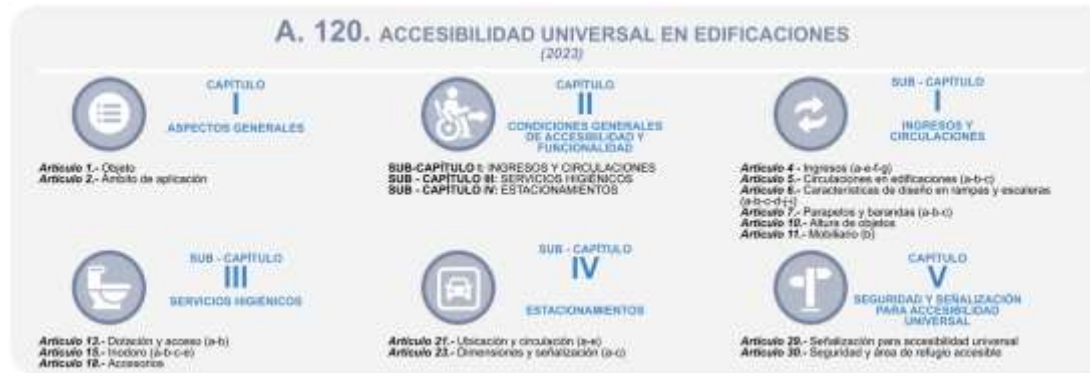 A. 120. ACCESIBILIDAD UNIVERSAL EN EDIFICACIONES
(2023)
CAPÍTULO
I
ASPECTOS GENERALES
Artículo 1.- Objeto
Artículo 2.- Ámbito de aplicación
CAPÍTULO
II
CONDICIONES GENERALES
DE ACCESIBILIDAD Y
FUNCIONALIDAD
SUB-CAPÍTULO I: INGRESOS Y CIRCULACIONES
SUB - CAPÍTULO III: SERVICIOS HIGIÉNICOS
SUB - CAPÍTULO IV: ESTACIONAMIENTOS
SUB - CAPÍTULO
I
INGRESOS Y
CIRCULACIONES
Artículo 4 - Ingresos (a-e-f-g)
Artículo 5.- Circulaciones en edificaciones (a-b-c)
Artículo 6.- Características de diseño en rampas y escaleras
(a-b-c-d-j-i)
Artículo 7.- Parapetos y barandas (a-b-c)
Artículo 10.- Altura de objetos
Artículo 11.- Mobiliario (b)
SUB - CAPÍTULO
III
SERVICIOS HIGIÉNICOS
Artículo 13.- Dotación y acceso (a-b)
Artículo 15.- Inodoro (a-b-c-e)
Artículo 18.- Accesorios
SUB - CAPÍTULO
IV
ESTACIONAMIENTOS
Artículo 21.- Ubicación y circulación (a-e)
Artículo 23.- Dimensiones y señalización (a-c)
CAPÍTULO
V
SEGURIDAD Y SEÑALIZACIÓN
PARA ACCESIBILIDAD
UNIVERSAL
Artículo 29.- Señalización para accesibilidad universal
Artículo 30.- Seguridad y área de refugio accesible